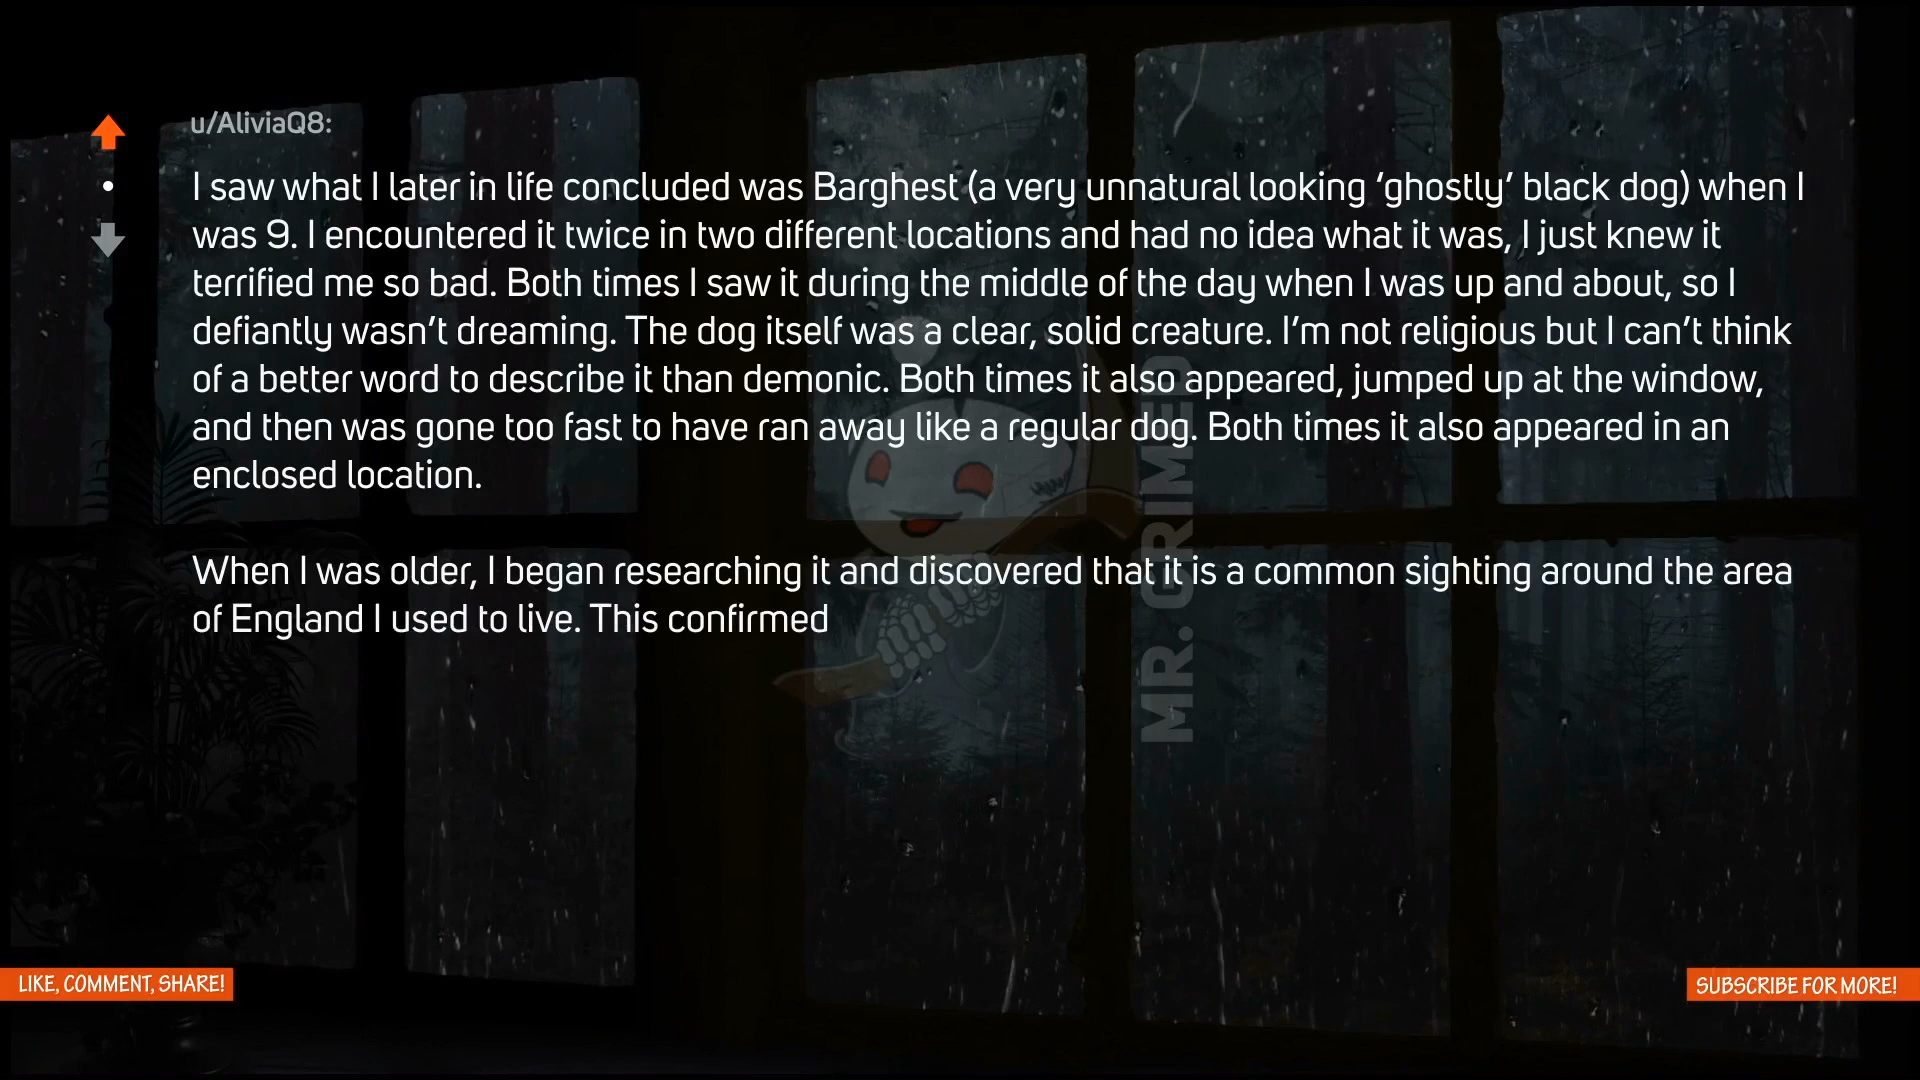 u/AliviaQ8:
I saw what I later in life concluded was Barghest (a very unnatural looking ‘ghostly’ black dog) when I
was 9. I encountered it twice in two different locations and had no idea what it was, I just knew it
terrified me so bad. Both times I saw it during the middle of the day when I was up and about, so I
defiantly wasn’t dreaming. The dog itself was a clear, solid creature. I’m not religious but I can’t think
of a better word to describe it than demonic. Both times it also appeared, jumped up at the window,
and then was gone too fast to have ran away like a regular dog. Both times it also appeared in an
enclosed location.
When I was older, I began researching it and discovered that it is a common sighting around the area
of England I used to live. This confirmed
MR. GRIMED
LIKE, COMMENT, SHARE!
SUBSCRIBE FOR MORE!